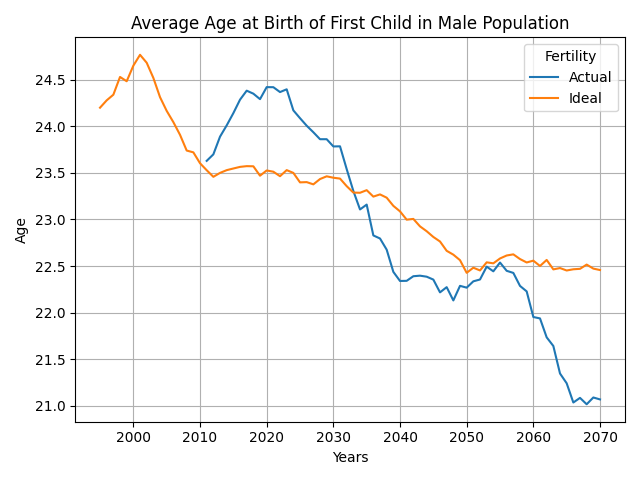 Average Age at Birth of First Child in Male Population
Fertility
Actual
Ideal
Age
24.5
24.0
23.5
23.0
22.5
22.0
21.5
21.0
2000 2010 2020 2030 2040 2050 2060 2070
Years